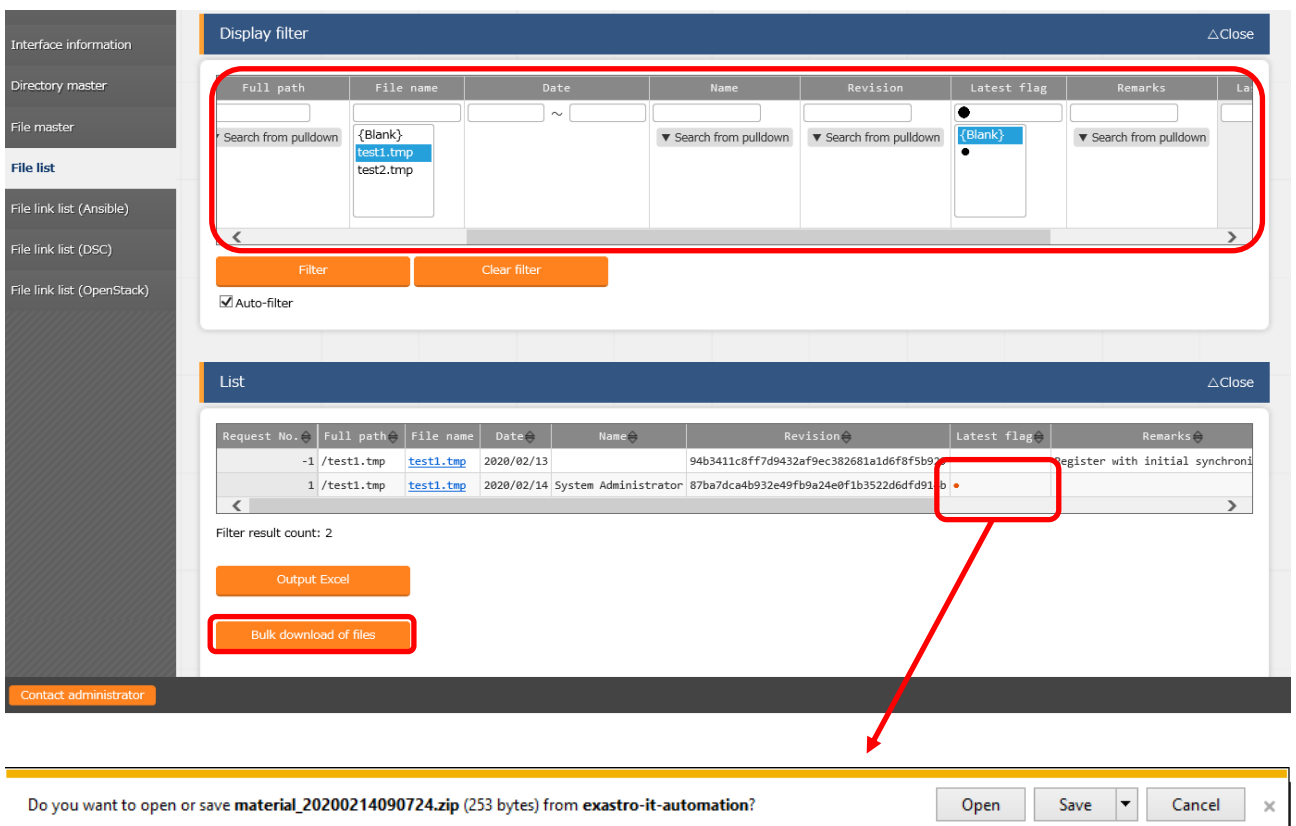 Interface information
Directory master
File master
File list
File link list (Ansible)
File link list (DSC)
File link list (OpenStack)
Contact administrator
Display filter
△Close
Full path File name Date Name Revision Latest flag Remarks
～ ●
▼ Search from pulldown {Blank} ▼ Search from pulldown ▼ Search from pulldown {Blank} ▼ Search from pulldown
test1.tmp ●
test2.tmp
Filter Clear filter
Auto-filter
List
△Close
Request No. Full path File name Date Name Revision Latest flag Remarks
-1 /test1.tmp test1.tmp 2020/02/13 Register with initial synchroni
1 /test1.tmp test1.tmp 2020/02/14 System Administrator ●
Filter result count: 2
Output Excel
Bulk download of files
Do you want to open or save material_20200214090724.zip (253 bytes) from exastro-it-automation?
Open Save ▼ Cancel ×